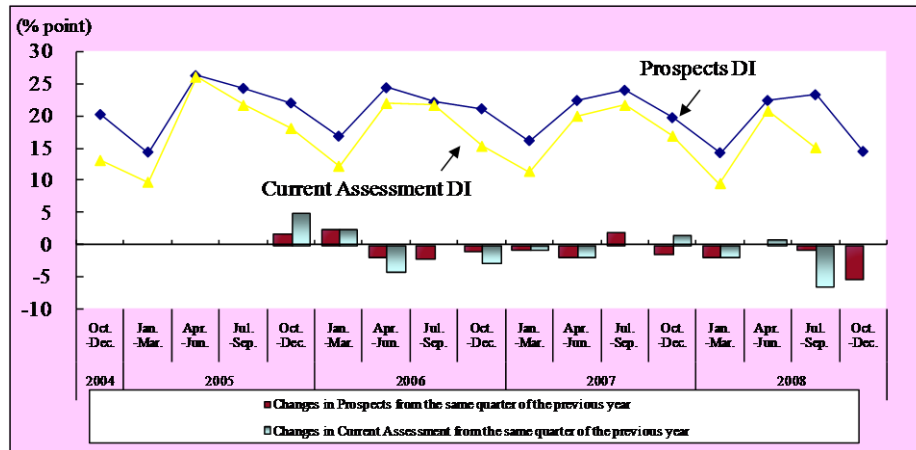 (% point)
30
25
20
15
10
5
0
-5
-10
Prospects DI
Current Assessment DI
Oct. Jan. Apr. Jul. Oct. Jan. Apr. Jul. Oct. Jan. Apr. Jul. Oct. Jan. Apr. Jul. Oct.
-Dec. -Mar. -Jun. -Sep. -Dec. -Mar. -Jun. -Sep. -Dec. -Mar. -Jun. -Sep. -Dec. -Mar. -Jun. -Sep. -Dec.
2004 2005 2006 2007 2008
Changes in Prospects from the same quarter of the previous year
Changes in Current Assessment from the same quarter of the previous year